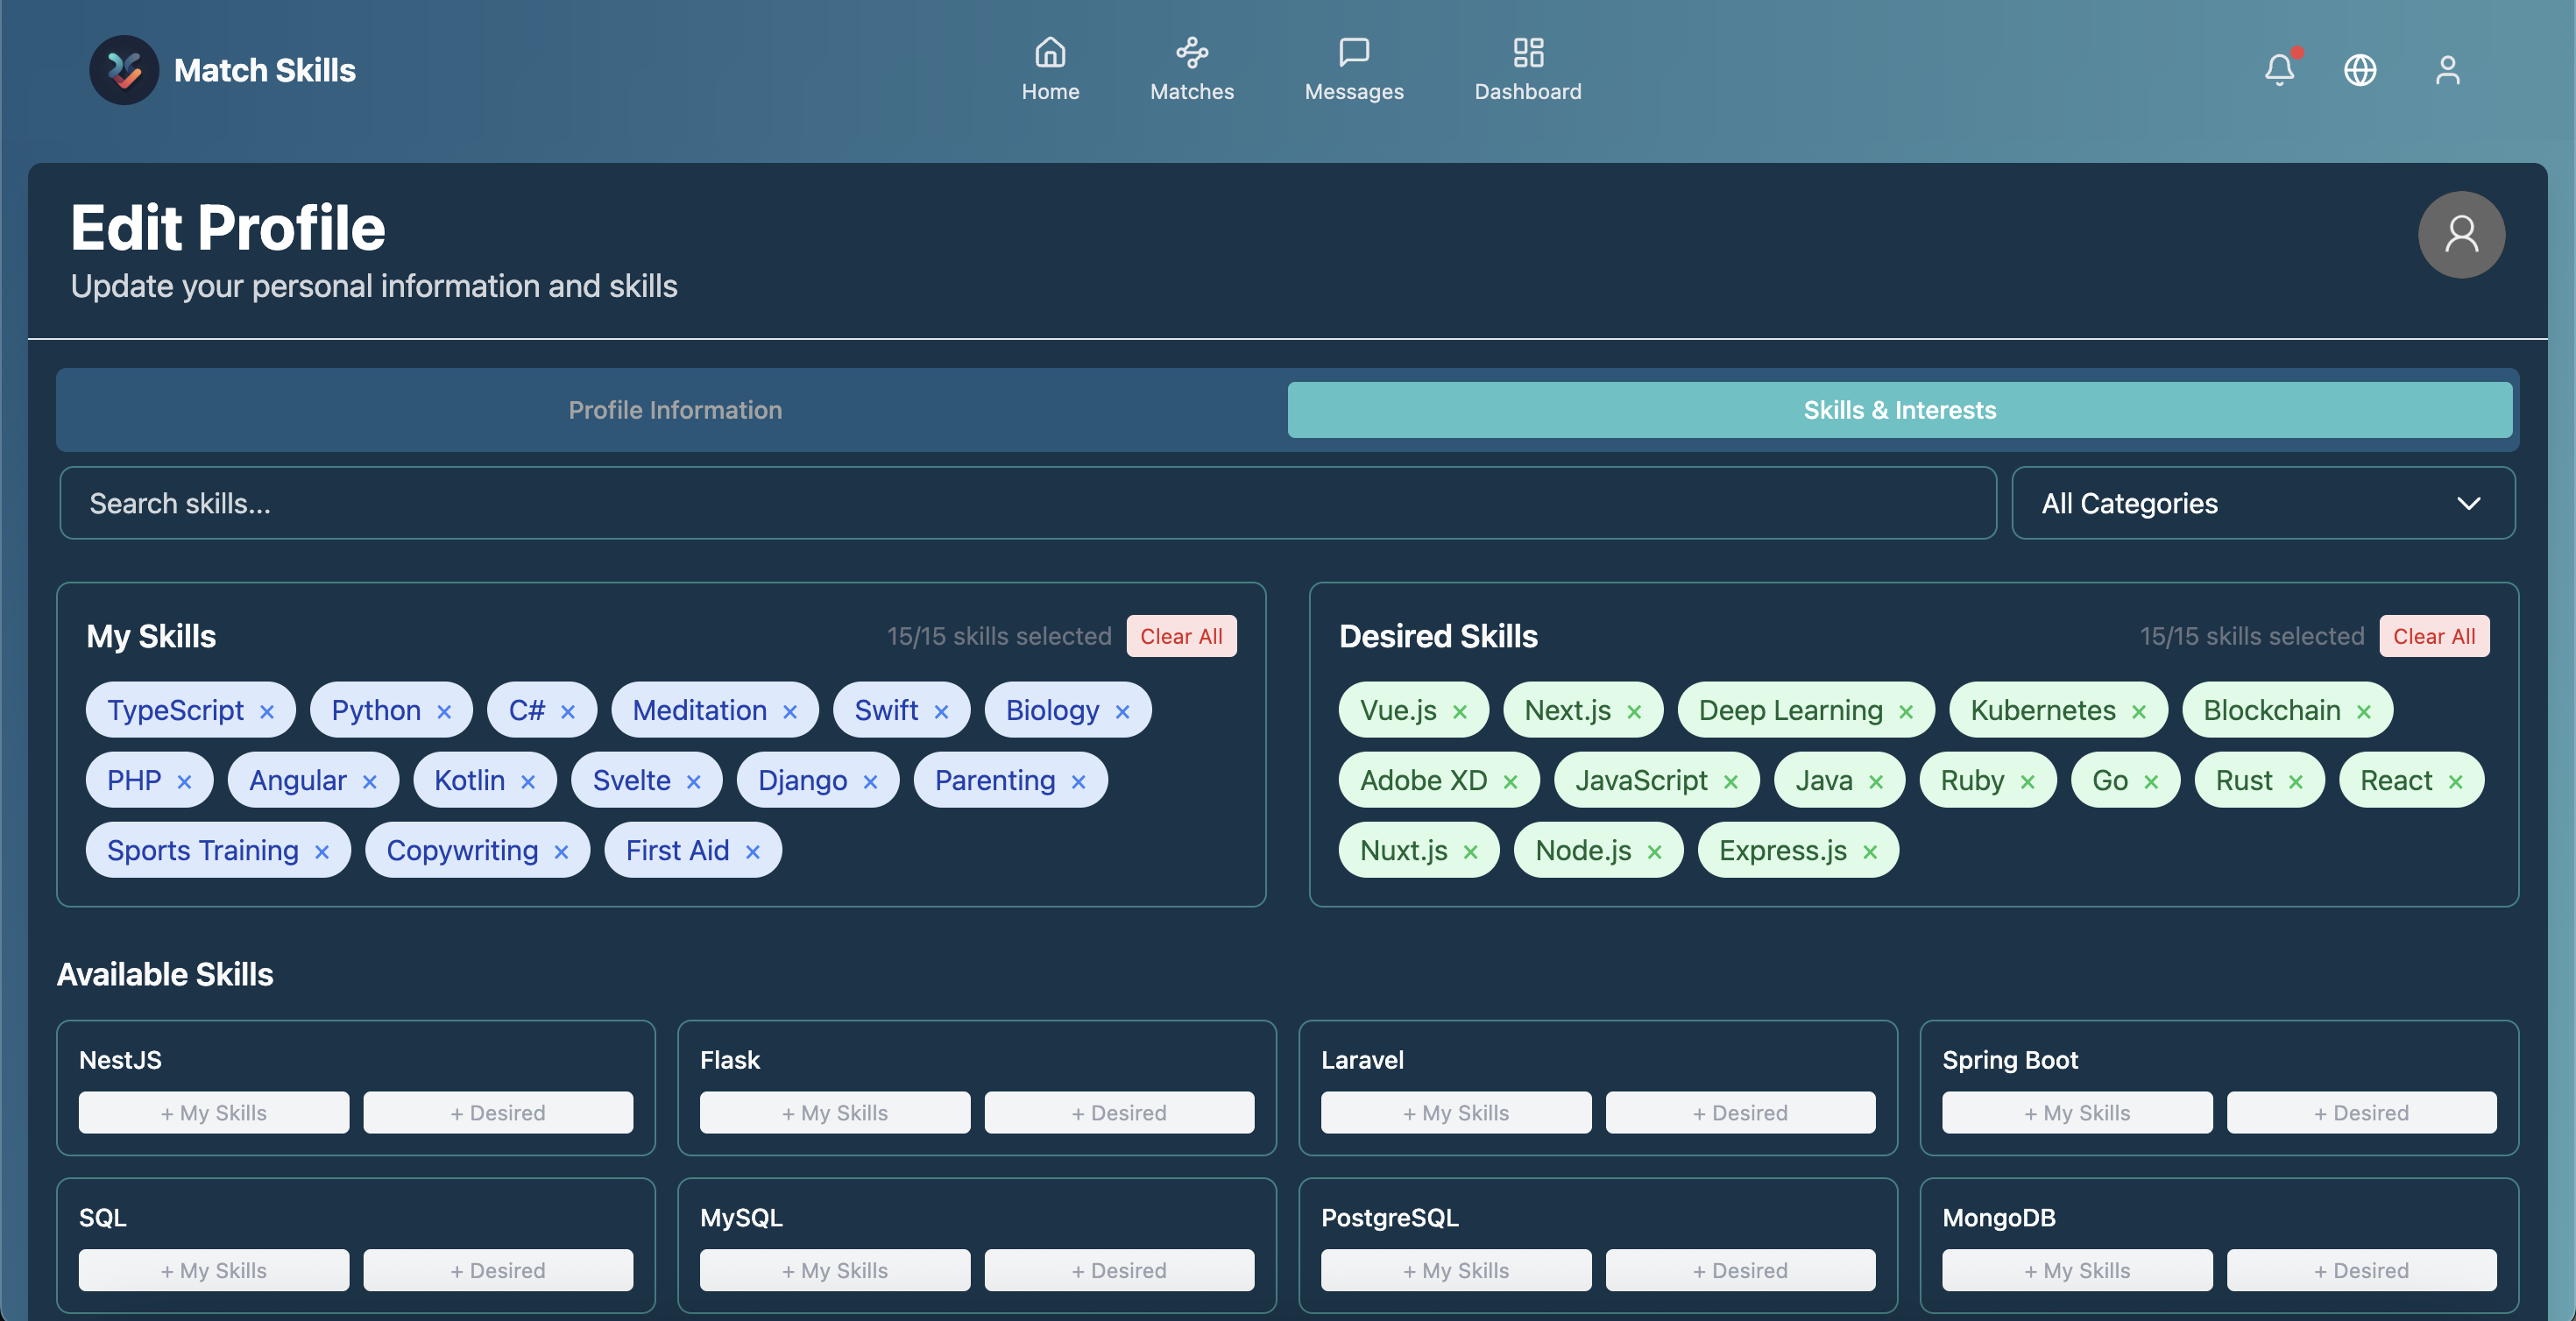 Match Skills
Home Matches Messages Dashboard
Edit Profile
Update your personal information and skills
Profile Information Skills & Interests
Search skills... All Categories
My Skills 15/15 skills selected Clear All
TypeScript × Python × C# × Meditation × Swift × Biology ×
PHP × Angular × Kotlin × Svelte × Django × Parenting ×
Sports Training × Copywriting × First Aid ×
Desired Skills 15/15 skills selected Clear All
Vue.js × Next.js × Deep Learning × Kubernetes × Blockchain ×
Adobe XD × JavaScript × Java × Ruby × Go × Rust × React ×
Nuxt.js × Node.js × Express.js ×
Available Skills
NestJS
+ My Skills + Desired
Flask
+ My Skills + Desired
Laravel
+ My Skills + Desired
Spring Boot
+ My Skills + Desired
SQL
+ My Skills + Desired
MySQL
+ My Skills + Desired
PostgreSQL
+ My Skills + Desired
MongoDB
+ My Skills + Desired